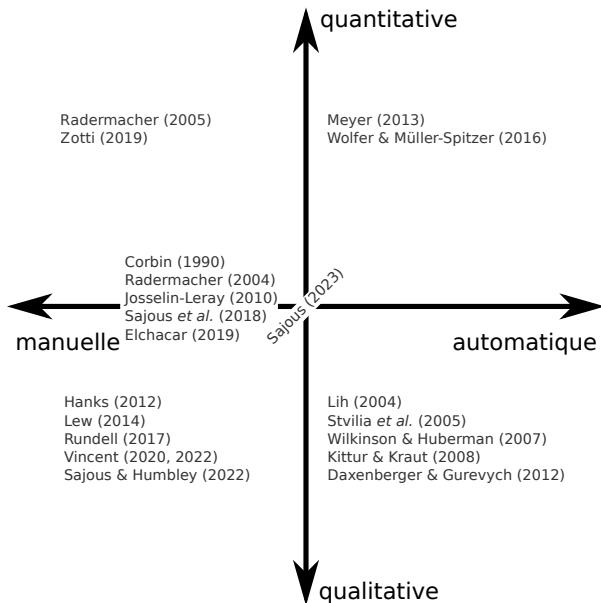 quantitative
Radermacher (2005)
Zotti (2019)
Meyer (2013)
Wolfer & Müller-Spitzer (2016)
Corbin (1990)
Radermacher (2004)
Josselin-Leray (2010)
Sajous et al. (2018)
Elchacar (2019)
Sajous (2023)
manuelle
automatique
Hanks (2012)
Lew (2014)
Rundell (2017)
Vincent (2020, 2022)
Sajous & Humbley (2022)
Lih (2004)
Stvilia et al. (2005)
Wilkinson & Huberman (2007)
Kittur & Kraut (2008)
Daxenberger & Gurevych (2012)
qualitative